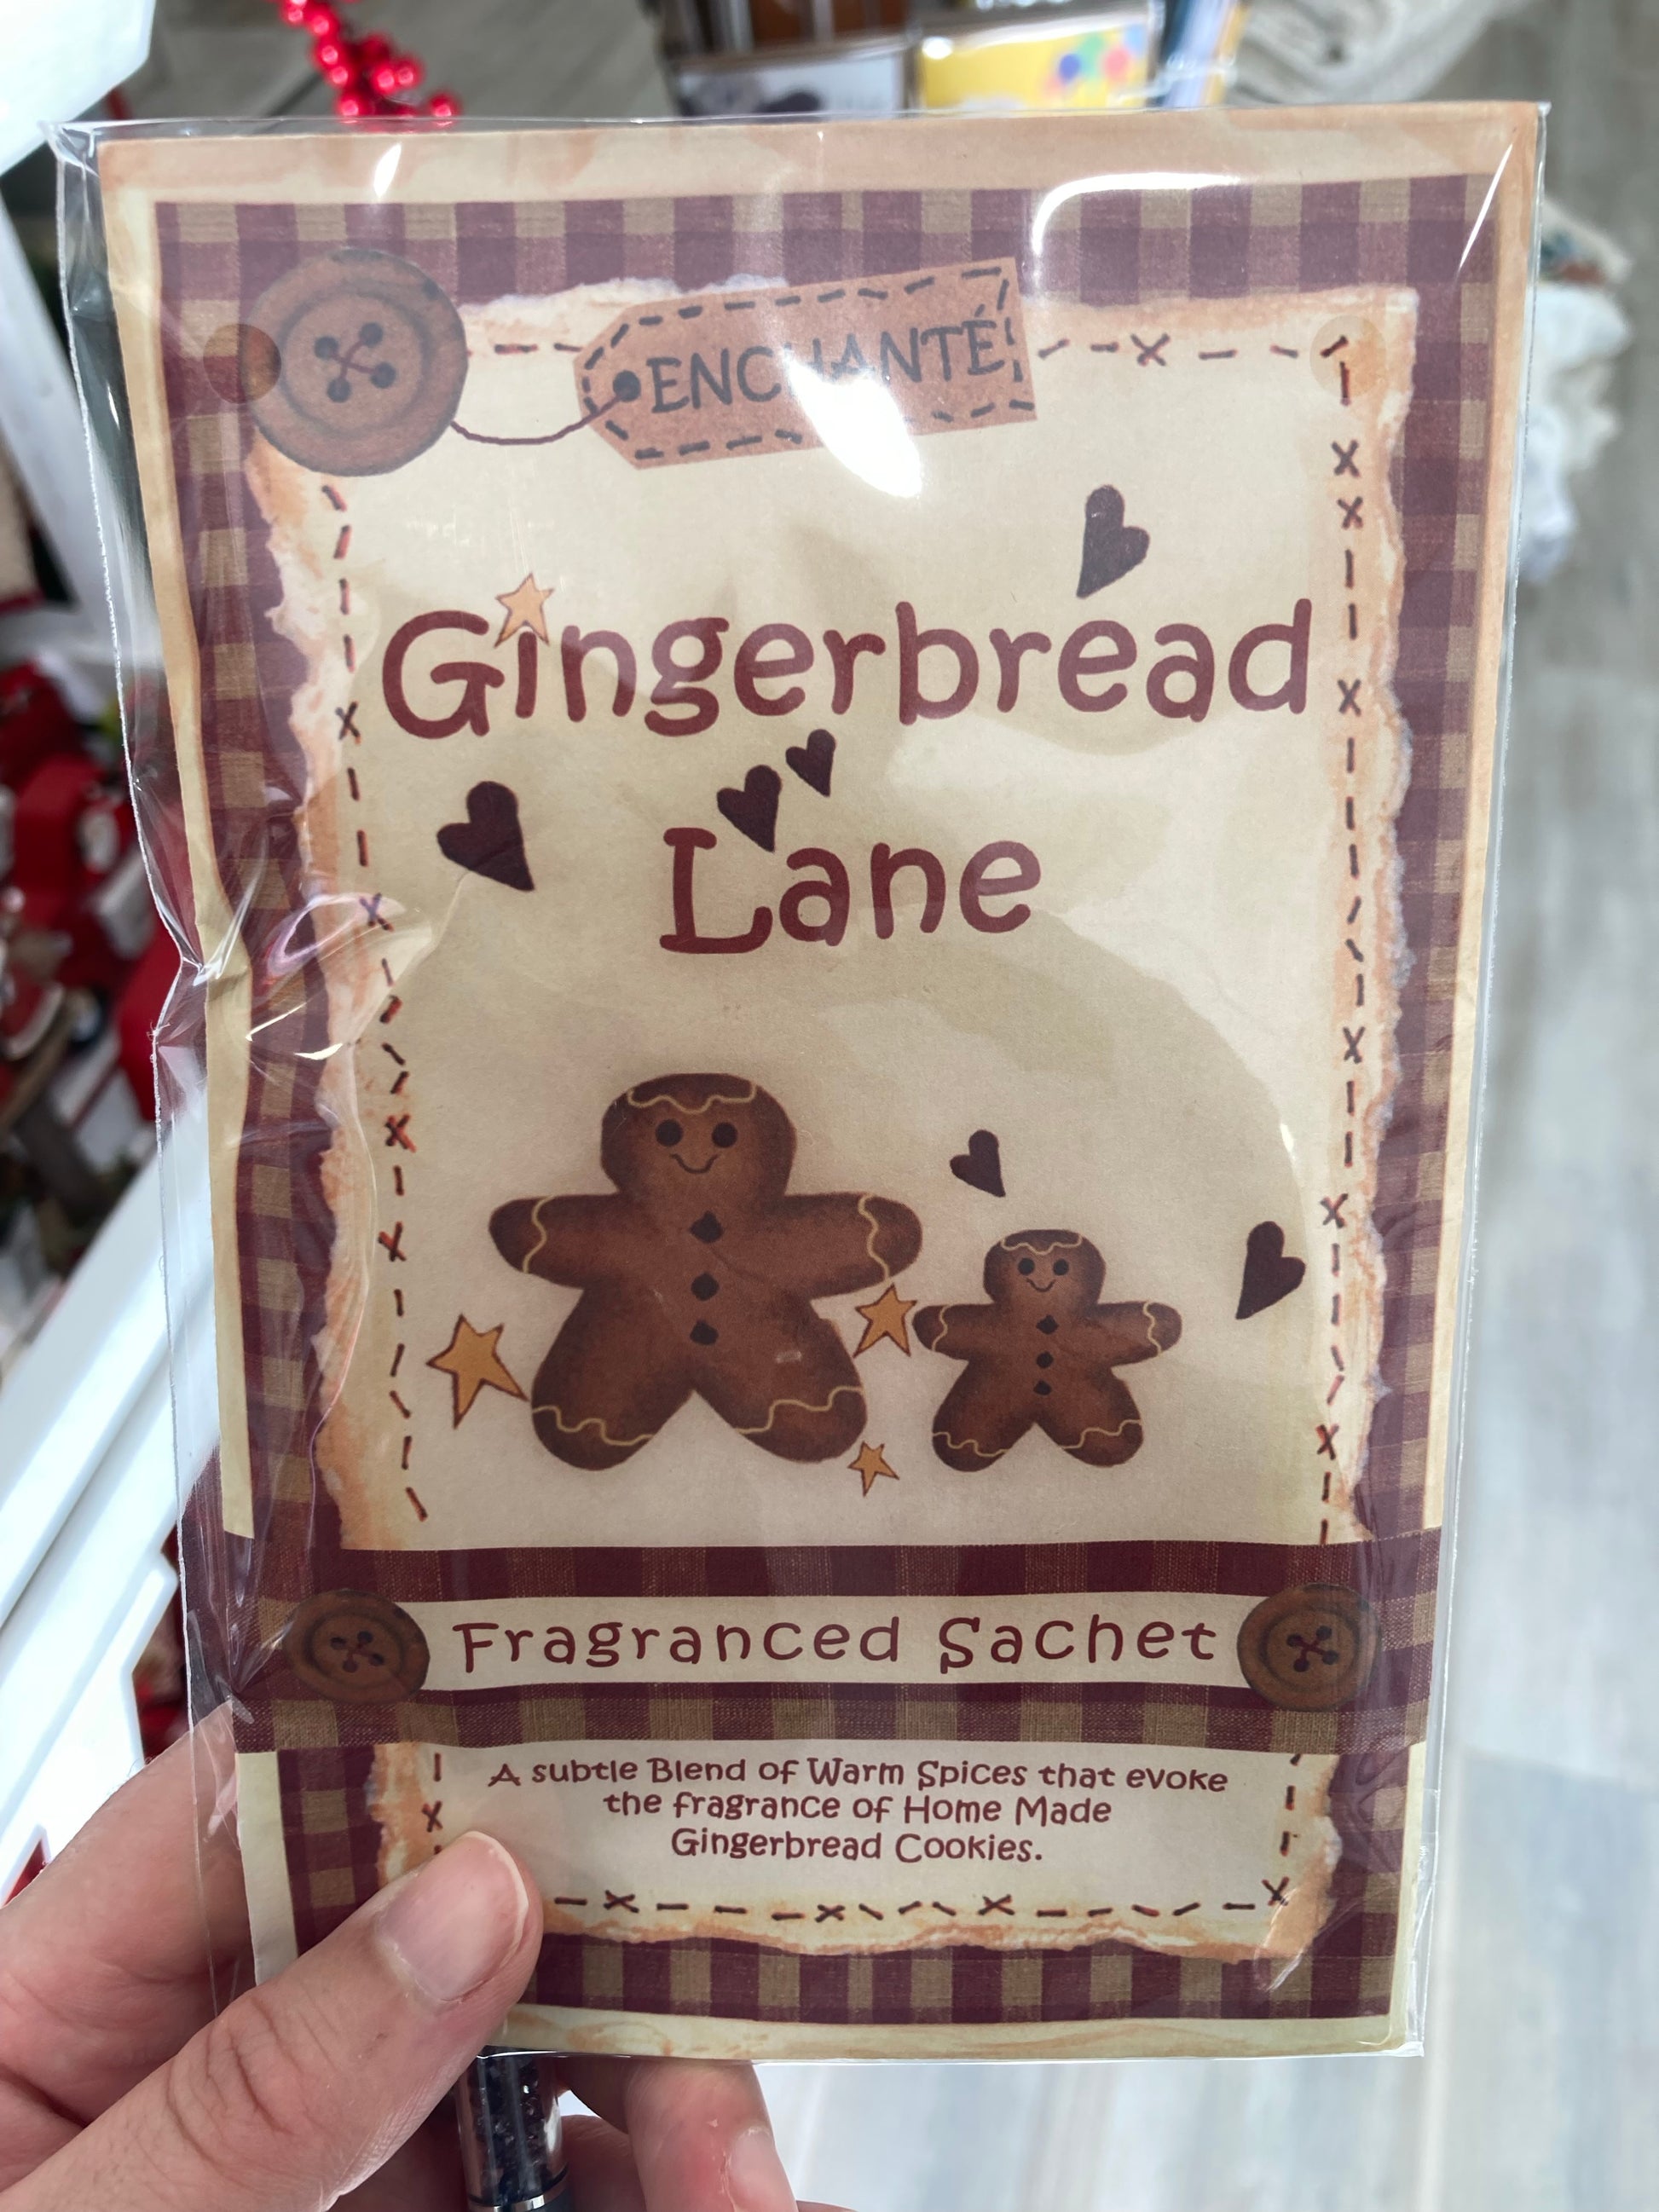 ENCHANTÉ
Gingerbread
Lane
Fragranced Sachet
A subtle Blend of Warm Spices that evoke
the fragrance of Home Made
Gingerbread Cookies.